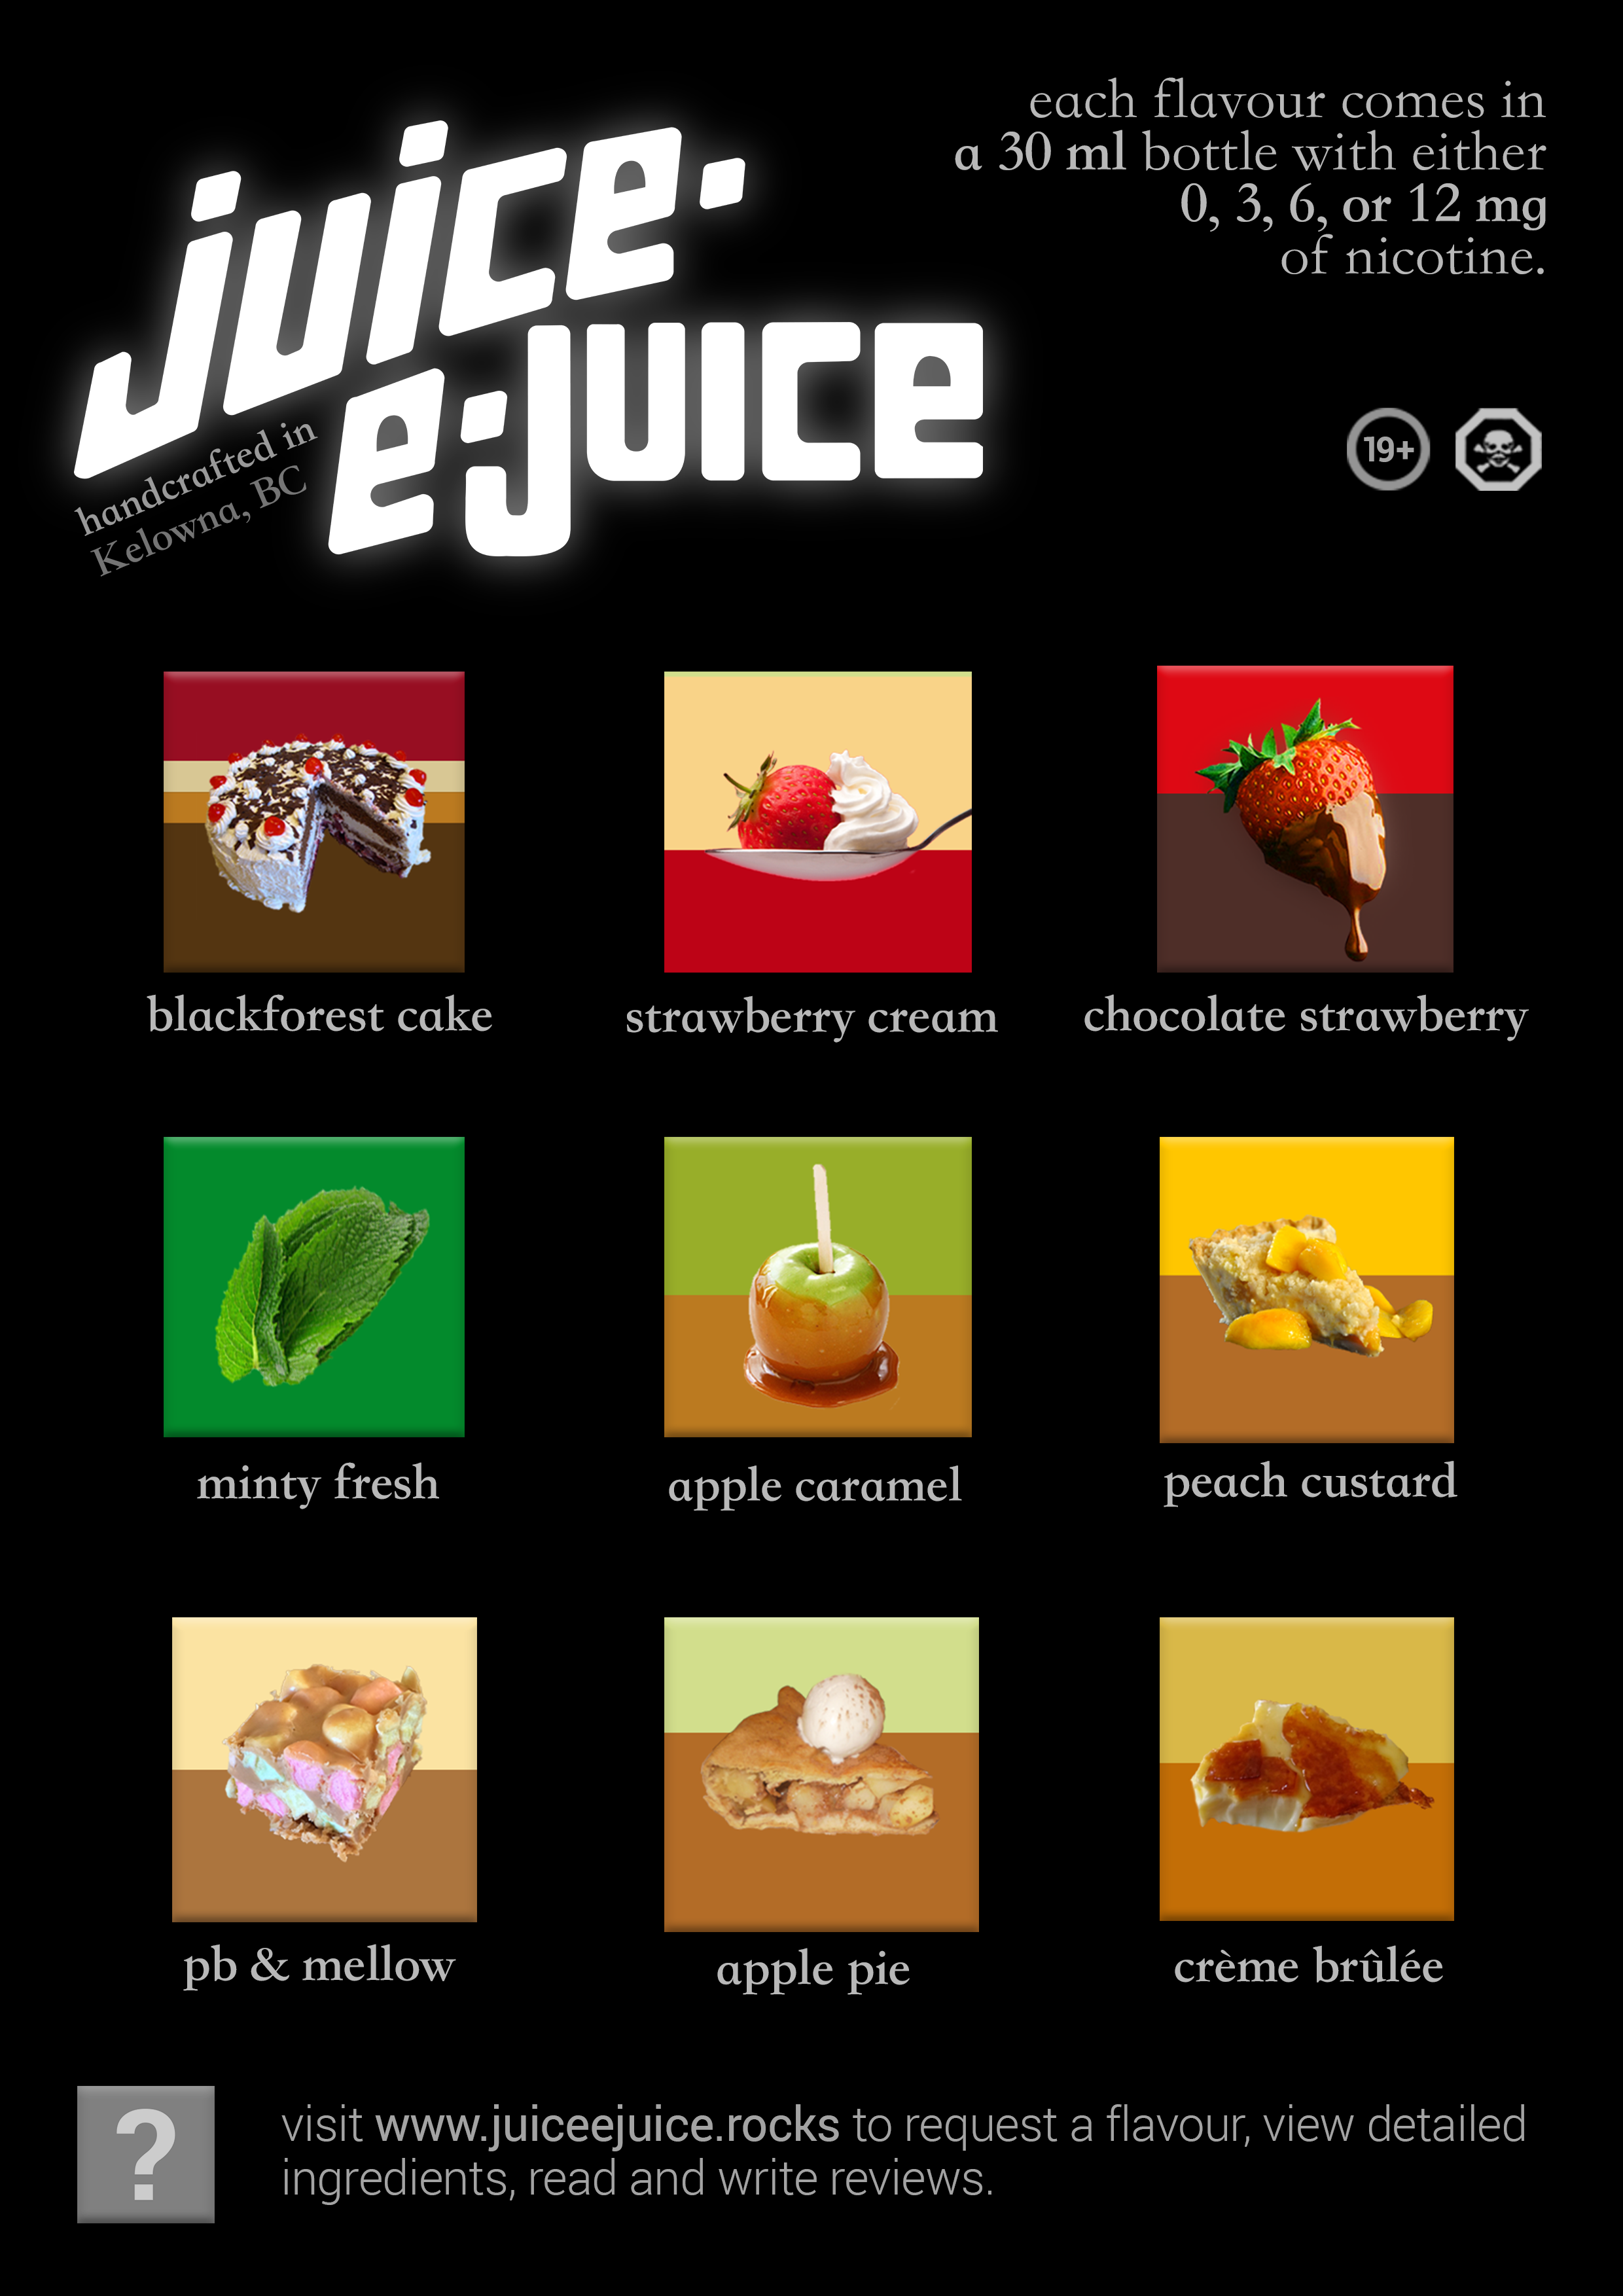 juice.
e-juice
handcrafted in
Kelowna, BC
each flavour comes in
a 30 ml bottle with either
0, 3, 6, or 12 mg
of nicotine.
19+
blackforest cake
strawberry cream
chocolate strawberry
minty fresh
apple caramel
peach custard
pb & mellow
apple pie
crème brûlée
?
visit www.juiceejuice.rocks to request a flavour, view detailed
ingredients, read and write reviews.